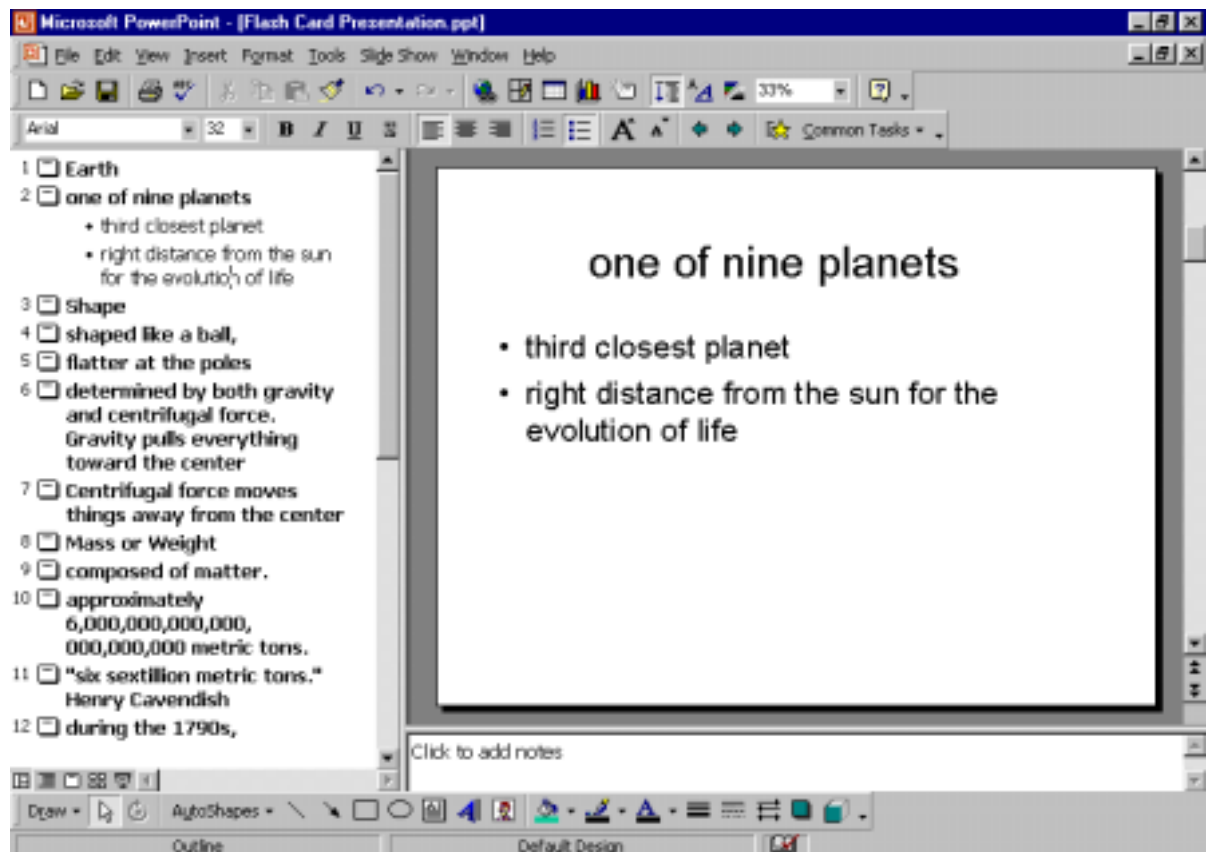 Microsoft PowerPoint - [Flash Card Presentation.ppt]
File Edit View Insert Format Tools Slide Show Window Help
33%
Arial 32 B I U S Common Tasks
1 Earth
2 one of nine planets
• third closest planet
• right distance from the sun
for the evolution of life
3 Shape
4 shaped like a ball,
5 flatter at the poles
6 determined by both gravity
and centrifugal force.
Gravity pulls everything
toward the center
7 Centrifugal force moves
things away from the center
8 Mass or Weight
9 composed of matter.
10 approximately
6,000,000,000,000,
000,000,000 metric tons.
11 "six sextillion metric tons."
Henry Cavendish
12 during the 1790s,
one of nine planets
• third closest planet
• right distance from the sun for the
evolution of life
Click to add notes
Draw AutoShapes
Outline Default Design